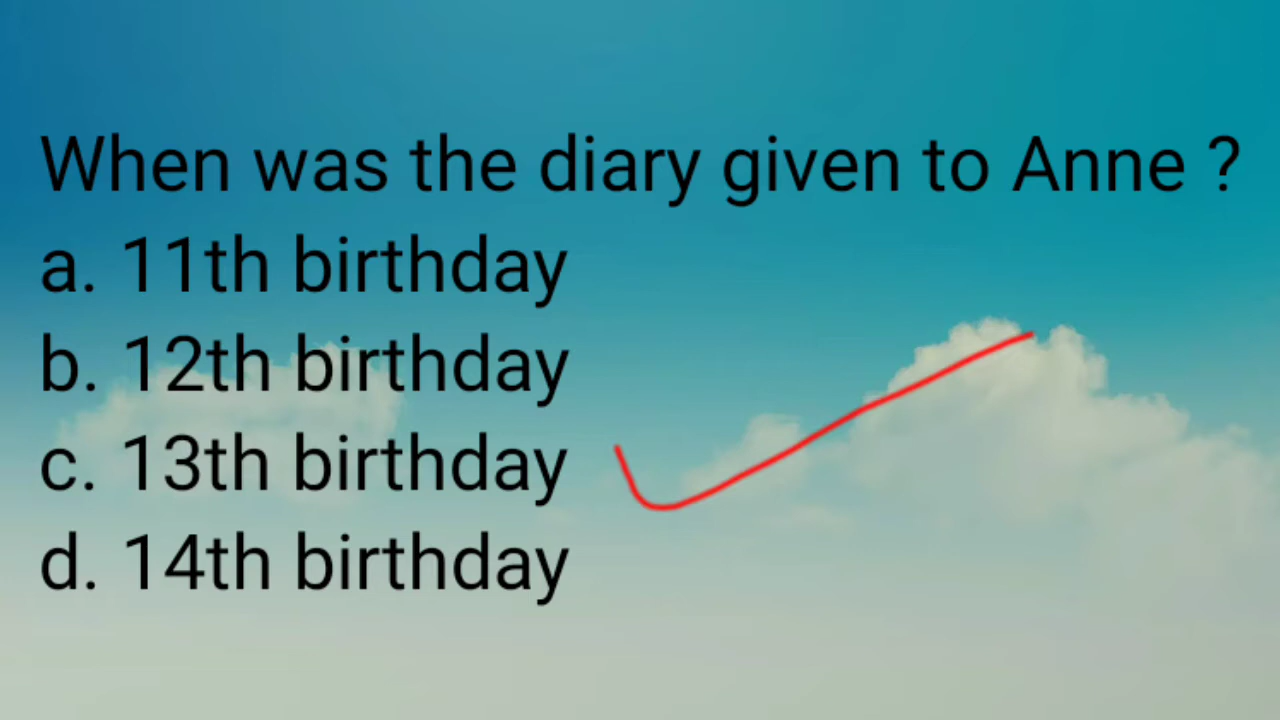 When was the diary given to Anne ?
a. 11th birthday
b. 12th birthday
c. 13th birthday
d. 14th birthday